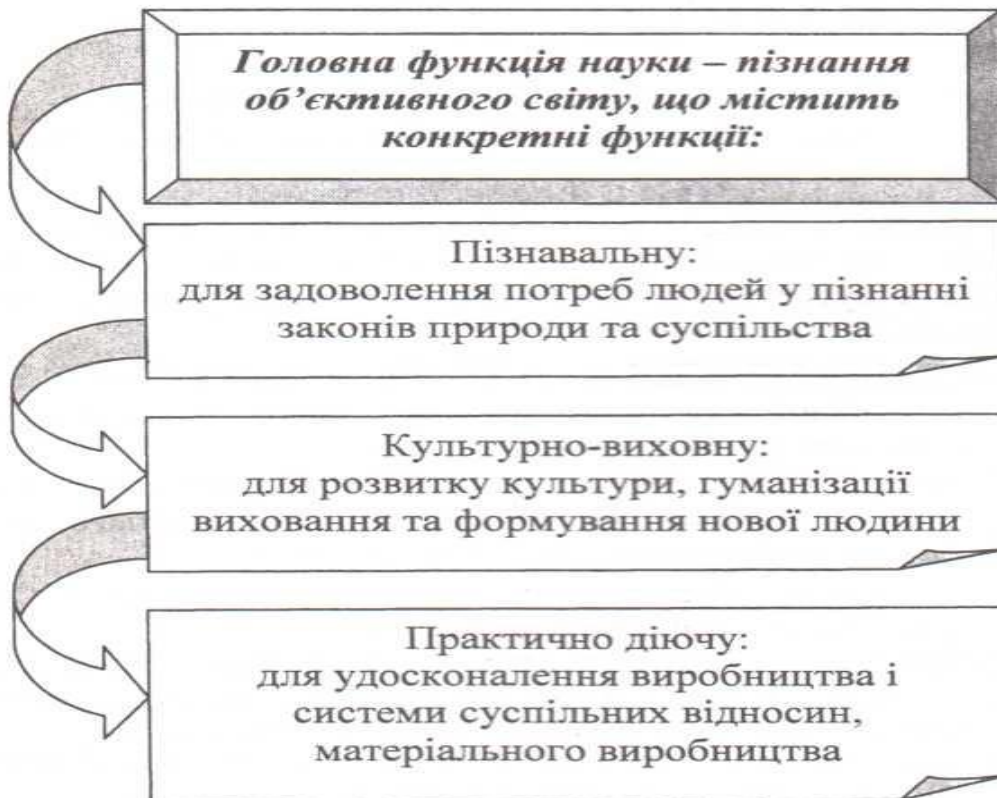 Головна функція науки – пізнання
об’єктивного світу, що містить
конкретні функції:
Пізнавальну:
для задоволення потреб людей у пізнанні
законів природи та суспільства
Культурно-виховну:
для розвитку культури, гуманізації
виховання та формування нової людини
Практично діючу:
для удосконалення виробництва і
системи суспільних відносин,
матеріального виробництва